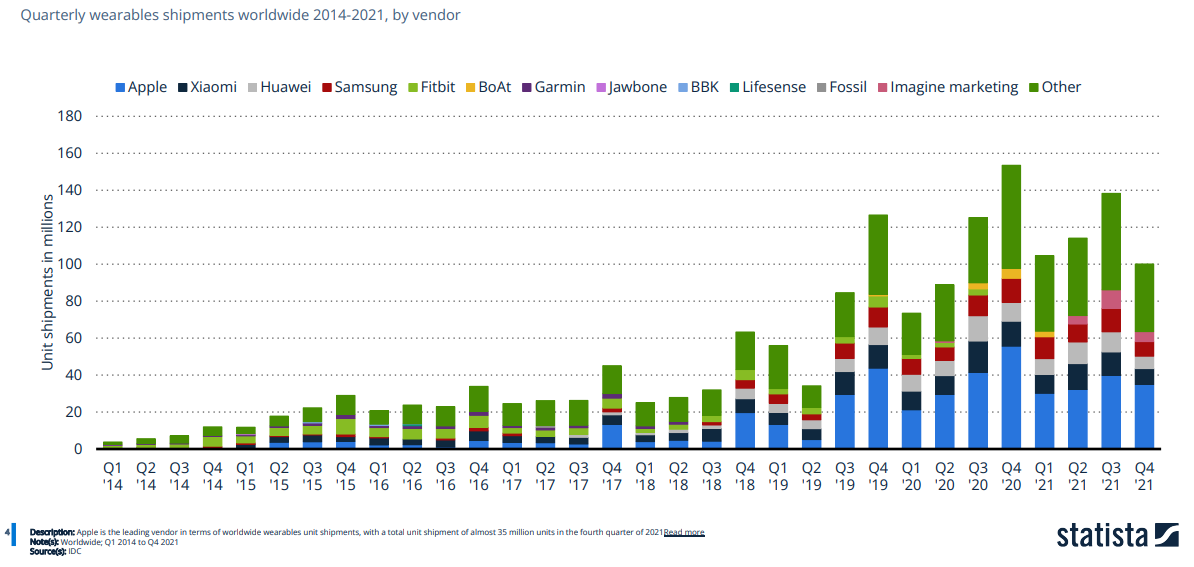 Quarterly wearables shipments worldwide 2014-2021, by vendor
Apple Xiaomi Huawei Samsung Fitbit BoAt Garmin Jawbone BBK Lifesense Fossil Imagine marketing Other
Unit shipments in millions
180
160
140
120
100
80
60
40
20
0
Q1 Q2 Q3 Q4 Q1 Q2 Q3 Q4 Q1 Q2 Q3 Q4 Q1 Q2 Q3 Q4 Q1 Q2 Q3 Q4 Q1 Q2 Q3 Q4 Q1 Q2 Q3 Q4 Q1 Q2 Q3 Q4
'14 '14 '14 '14 '15 '15 '15 '15 '16 '16 '16 '16 '17 '17 '17 '17 '18 '18 '18 '18 '19 '19 '19 '19 '20 '20 '20 '20 '21 '21 '21 '21
4
Description: Apple is the leading vendor in terms of worldwide wearables unit shipments, with a total unit shipment of almost 35 million units in the fourth quarter of 2021 Read more
Note(s): Worldwide; Q1 2014 to Q4 2021
Source(s): IDC
statista